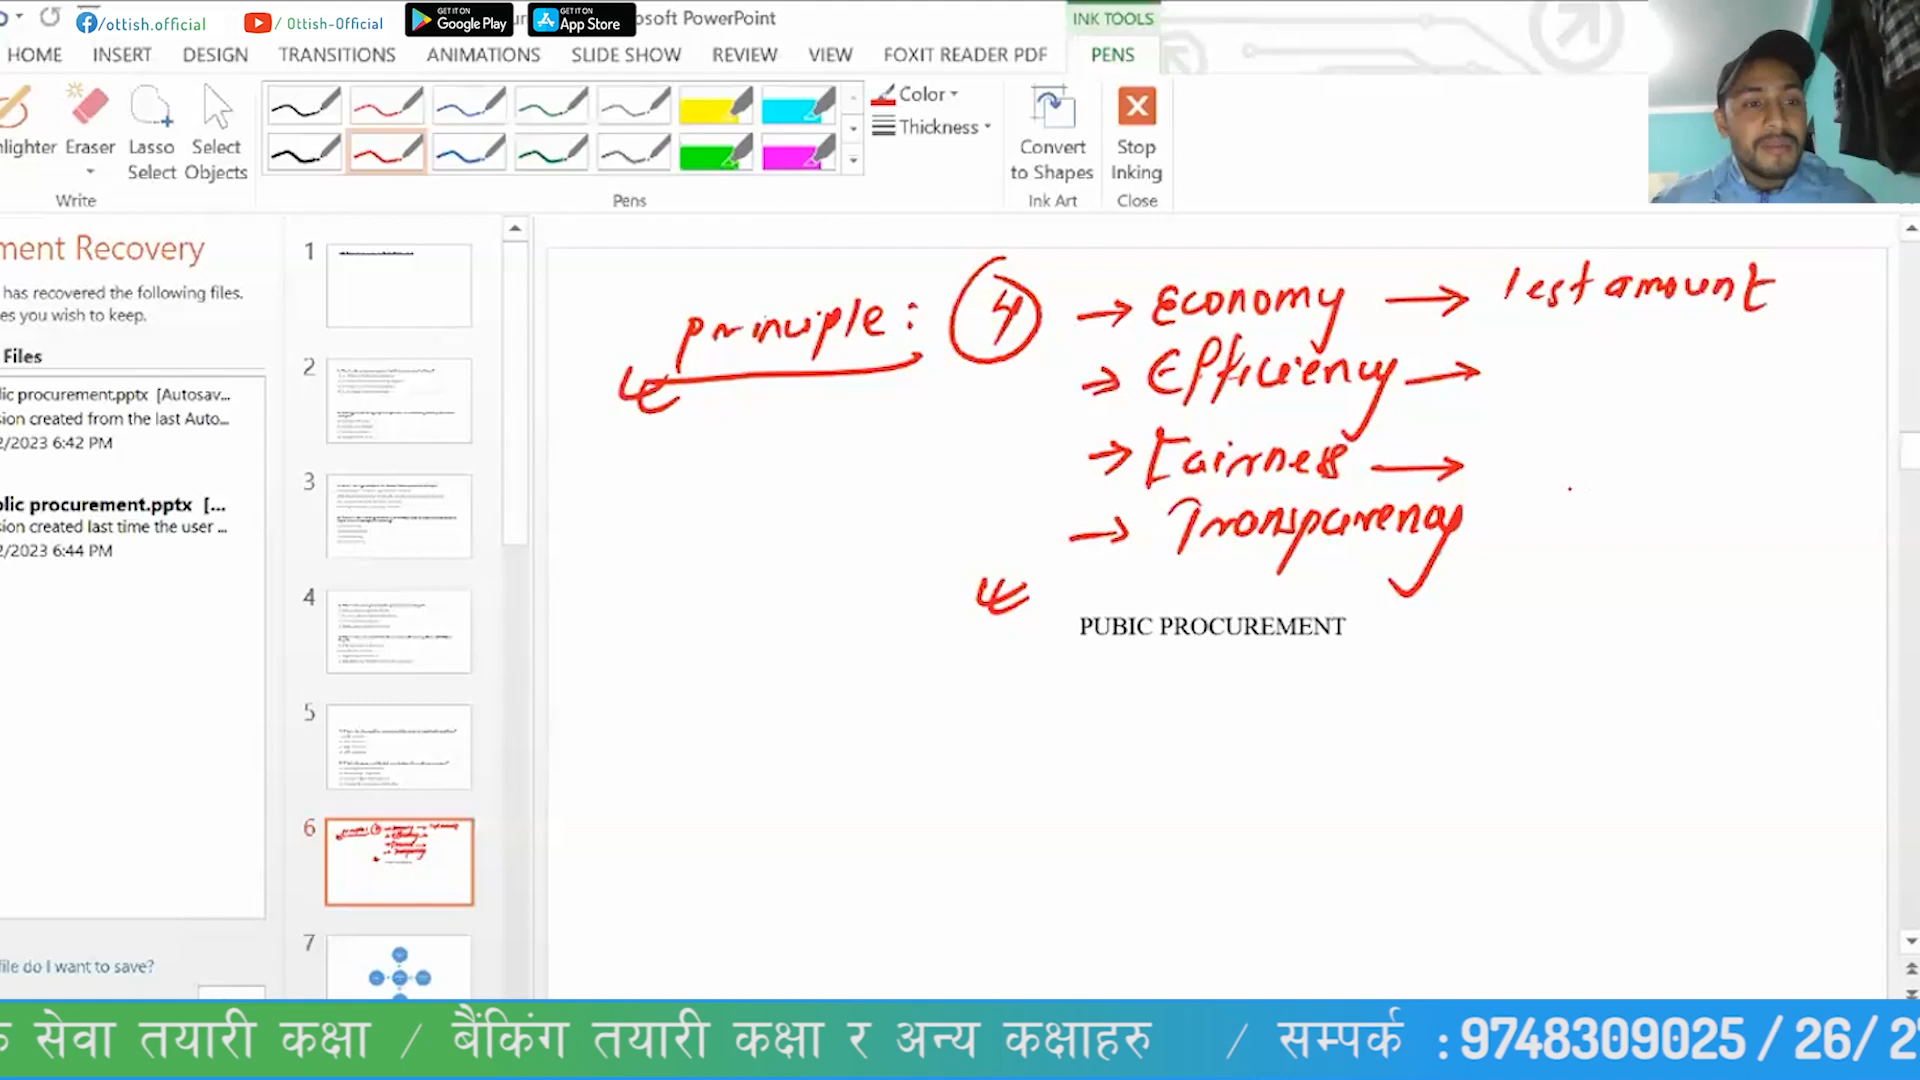 /ottish.official
/ Ottish-Official
GET IT ON
Google Play
GET IT ON
App Store
osoft PowerPoint
INK TOOLS
HOME
INSERT
DESIGN
TRANSITIONS
ANIMATIONS
SLIDE SHOW
REVIEW
VIEW
FOXIT READER PDF
PENS
hlighter
Eraser
Lasso Select
Select Objects
Color
Thickness
Convert to Shapes
Stop Inking
Write
Pens
Ink Art
Close
ment Recovery
has recovered the following files.
es you wish to keep.
Files
lic procurement.pptx [Autosav...
sion created from the last Auto...
2/2023 6:42 PM
blic procurement.pptx [...
sion created last time the user ...
2/2023 6:44 PM
file do I want to save?
1
2
3
4
5
6
7
principle: 4 → Economy → lest amount
→ Efficiency →
→ Fairness →
→ Transparency
PUBIC PROCUREMENT
सेवा तयारी कक्षा / बैंकिंग तयारी कक्षा र अन्य कक्षाहरु / सम्पर्क : 9748309025 / 26/ 2